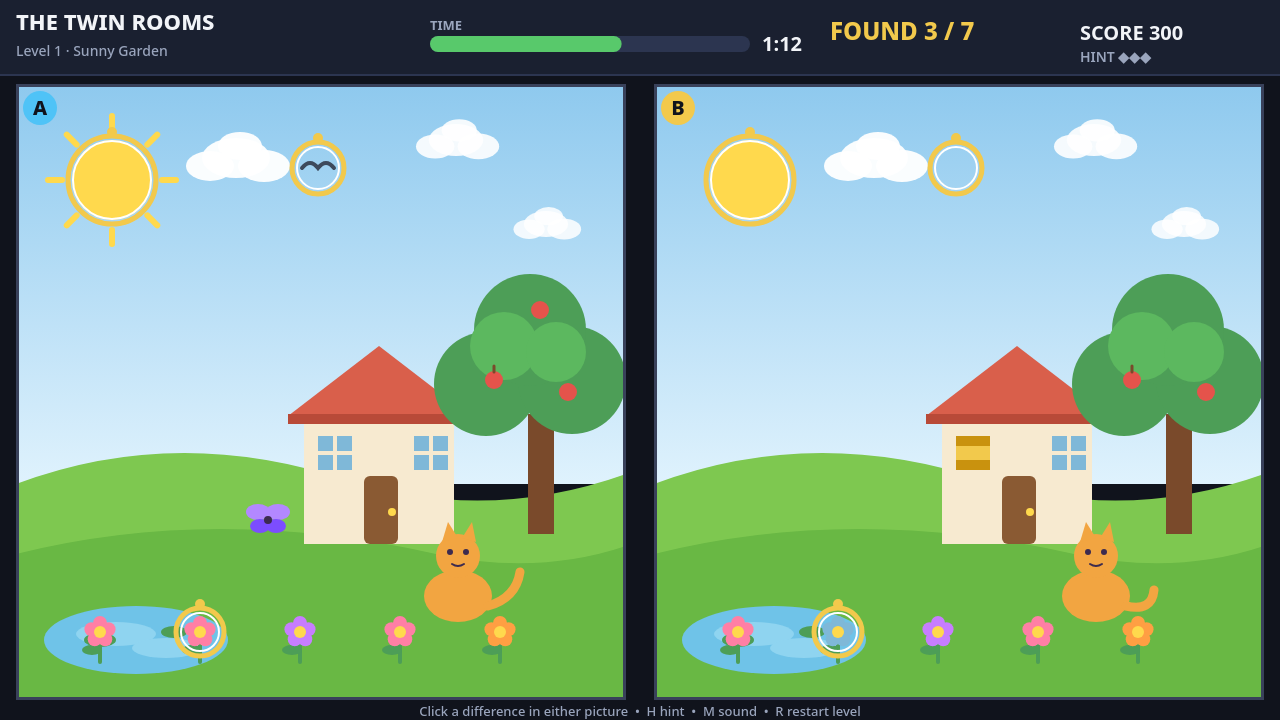 THE TWIN ROOMS
Level 1 · Sunny Garden
TIME
1:12
FOUND 3 / 7
SCORE 300
HINT ◆◆◆
A
B
Click a difference in either picture • H hint • M sound • R restart level